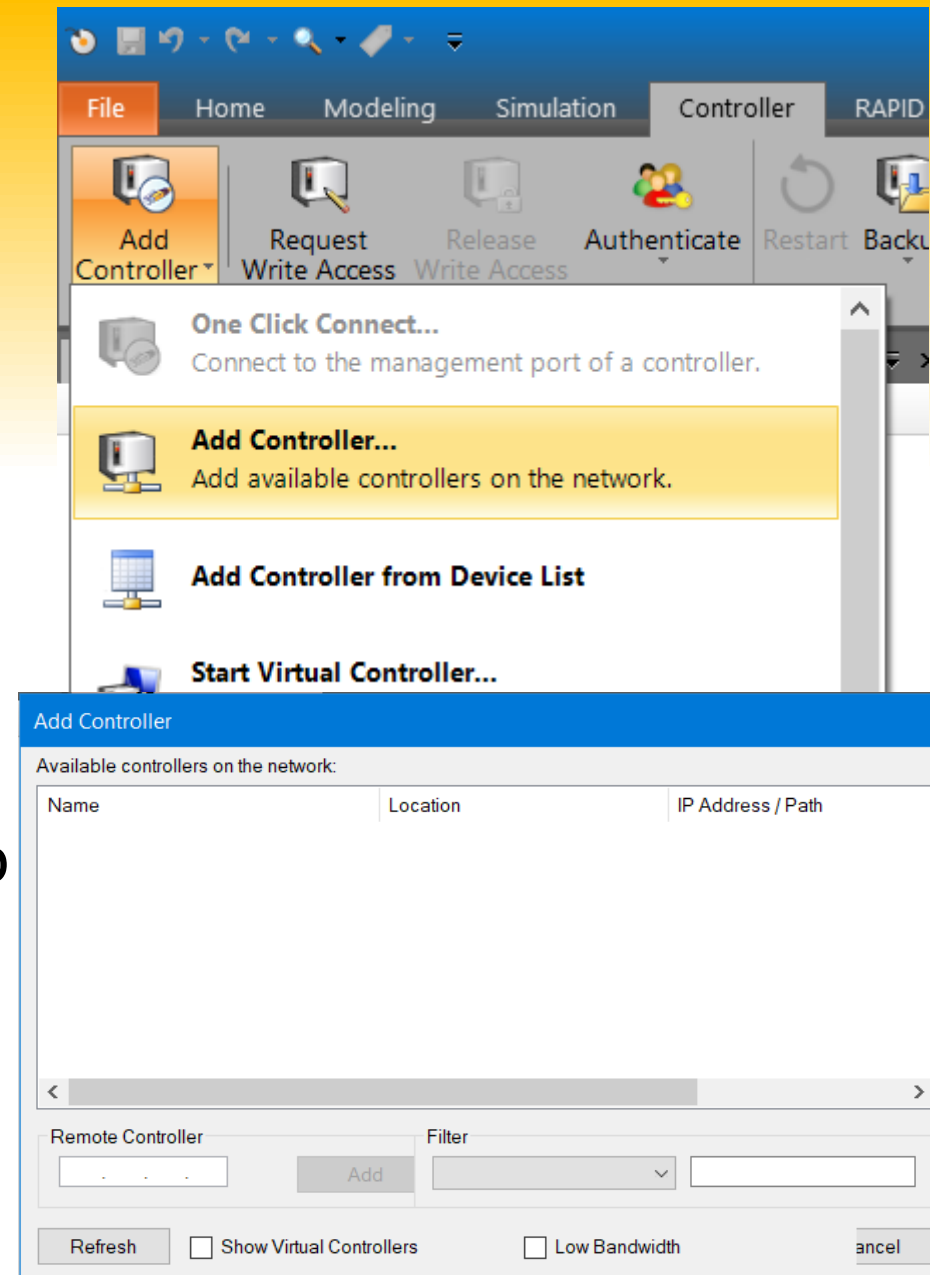 File Home Modeling Simulation Controller RAPID
Add Controller Request Write Access Release Write Access Authenticate Restart
One Click Connect...
Connect to the management port of a controller.
Add Controller...
Add available controllers on the network.
Add Controller from Device List
Start Virtual Controller...
Add Controller
Available controllers on the network:
Name Location IP Address / Path
Remote Controller Filter
. . . Add
Refresh Show Virtual Controllers Low Bandwidth ancel